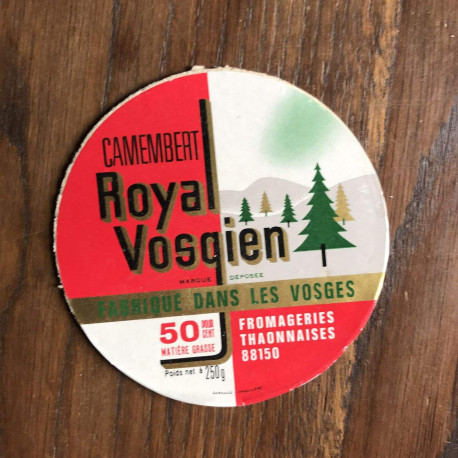 CAMEMBERT
Royal
Vosgien
MARQUE DÉPOSÉE
FABRIQUE DANS LES VOSGES
50 POUR CENT
MATIÈRE GRASSE
Poids net à 250g
FROMAGERIES
THAONNAISES
88150